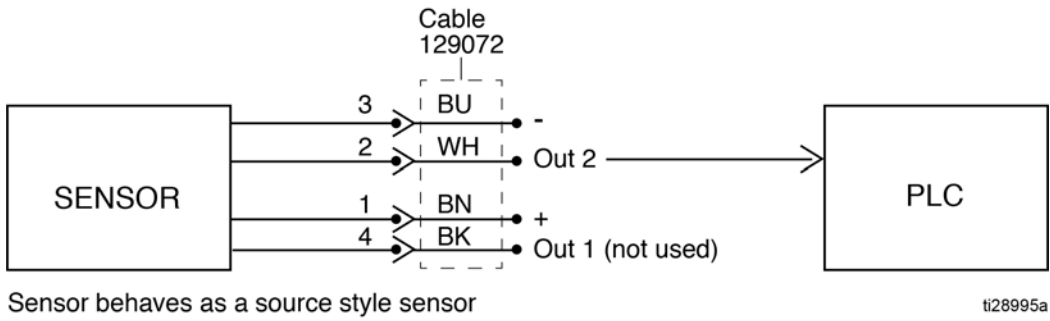 Cable
129072
3 BU -
2 WH Out 2
SENSOR
PLC
1 BN +
4 BK Out 1 (not used)
Sensor behaves as a source style sensor
ti28995a